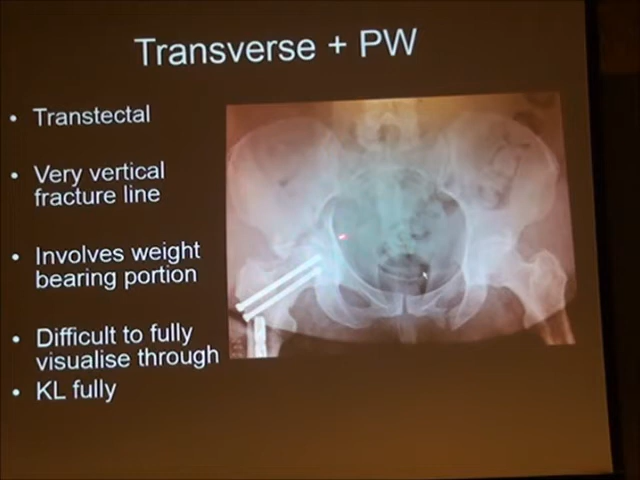 Transverse + PW
• Transtectal
• Very vertical
fracture line
• Involves weight
bearing portion
• Difficult to fully
visualise through
• KL fully